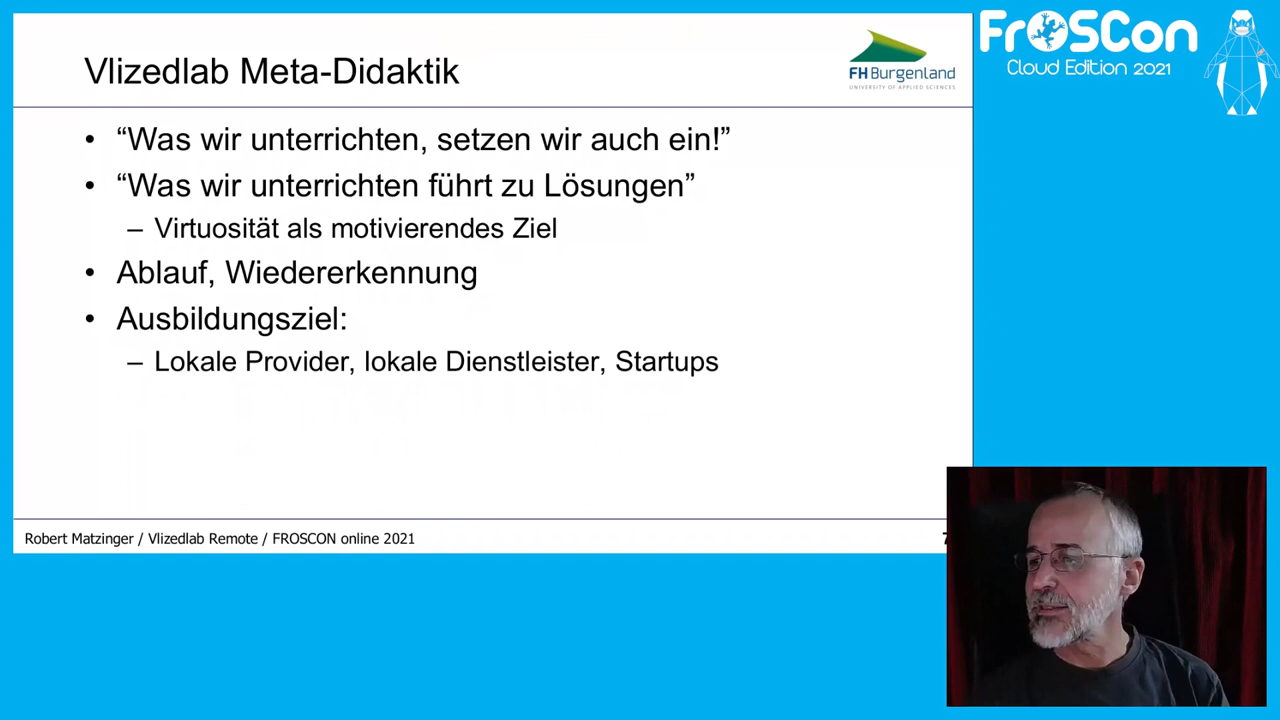 Vlizedlab Meta-Didaktik
FH Burgenland
UNIVERSITY OF APPLIED SCIENCES
FrOSCon
Cloud Edition 2021
• “Was wir unterrichten, setzen wir auch ein!”
• “Was wir unterrichten führt zu Lösungen”
– Virtuosität als motivierendes Ziel
• Ablauf, Wiedererkennung
• Ausbildungsziel:
– Lokale Provider, lokale Dienstleister, Startups
Robert Matzinger / Vlizedlab Remote / FROSCON online 2021